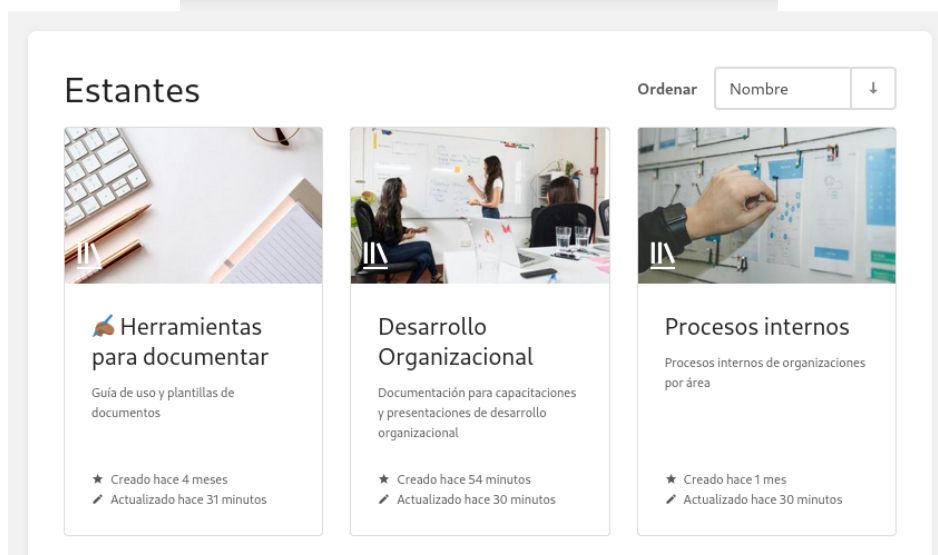 Estantes
Ordenar
Nombre
Herramientas
para documentar
Guía de uso y plantillas de
documentos
Creado hace 4 meses
Actualizado hace 31 minutos
Desarrollo
Organizacional
Documentación para capacitaciones
y presentaciones de desarrollo
organizacional
Creado hace 54 minutos
Actualizado hace 30 minutos
Procesos internos
Procesos internos de organizaciones
por área
Creado hace 1 mes
Actualizado hace 30 minutos